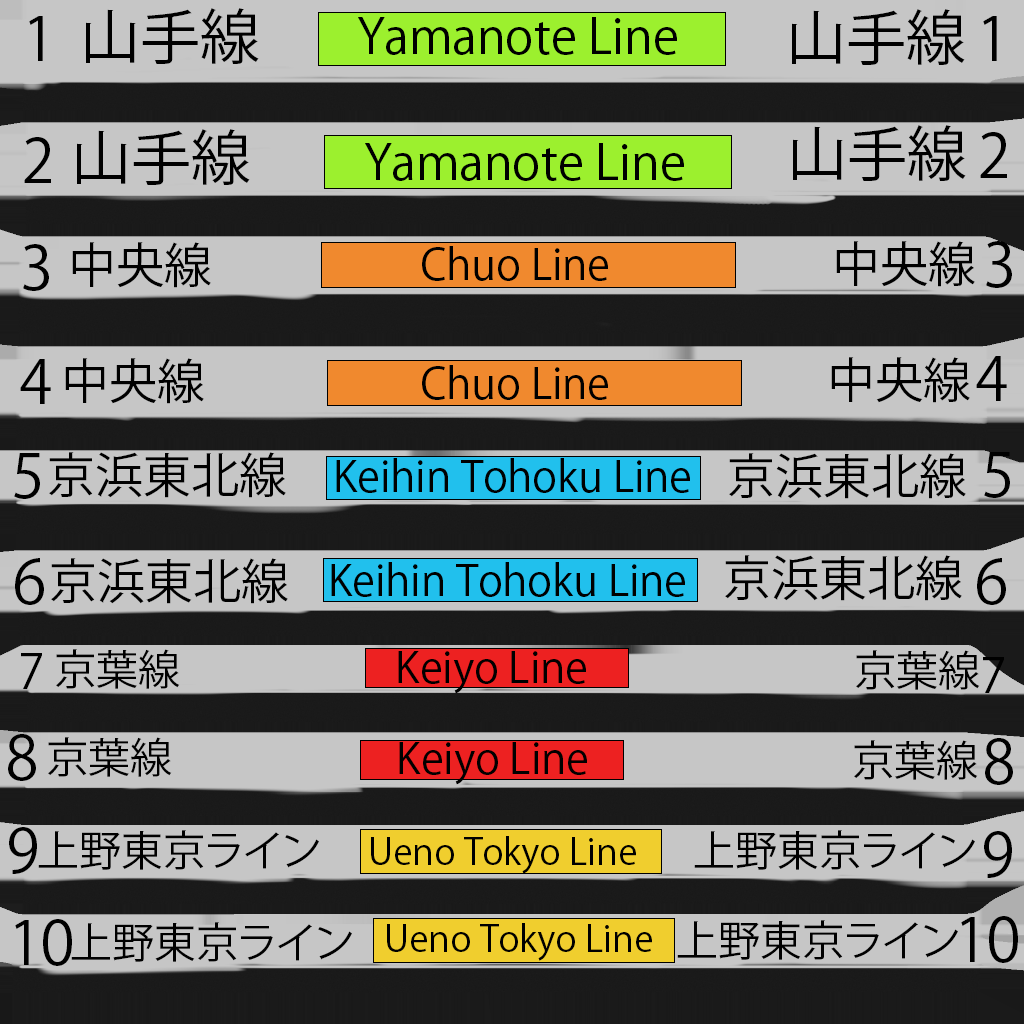 1 山手線 Yamanote Line 山手線 1
2 山手線 Yamanote Line 山手線 2
3 中央線 Chuo Line 中央線 3
4 中央線 Chuo Line 中央線 4
5 京浜東北線 Keihin Tohoku Line 京浜東北線 5
6 京浜東北線 Keihin Tohoku Line 京浜東北線 6
7 京葉線 Keiyo Line 京葉線 7
8 京葉線 Keiyo Line 京葉線 8
9 上野東京ライン Ueno Tokyo Line 上野東京ライン 9
10 上野東京ライン Ueno Tokyo Line 上野東京ライン 10